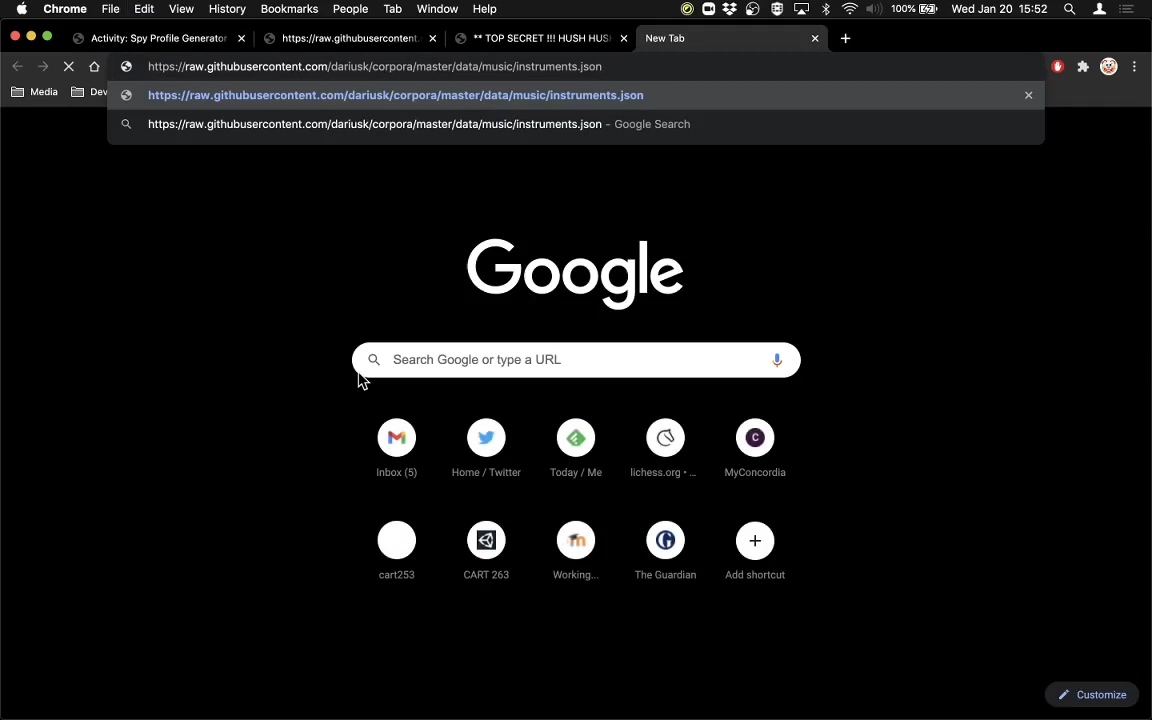 Chrome File Edit View History Bookmarks People Tab Window Help 100% Wed Jan 20 15:52
Activity: Spy Profile Generator https://raw.githubusercontent. ** TOP SECRET !!! HUSH HUSH New Tab
https://raw.githubusercontent.com/dariusk/corpora/master/data/music/instruments.json
Media Dev
https://raw.githubusercontent.com/dariusk/corpora/master/data/music/instruments.json
https://raw.githubusercontent.com/dariusk/corpora/master/data/music/instruments.json - Google Search
Google
Search Google or type a URL
Inbox (5) Home / Twitter Today / Me lichess.org • ... MyConcordia
C
cart253 CART 263 Working... The Guardian Add shortcut
Customize